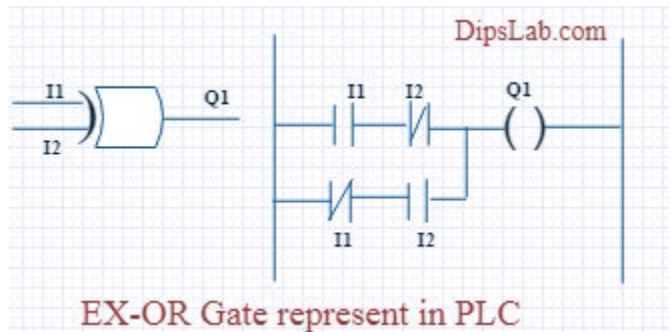 DipsLab.com
I1
I2
Q1
I1 I2 Q1
I1 I2
EX-OR Gate represent in PLC